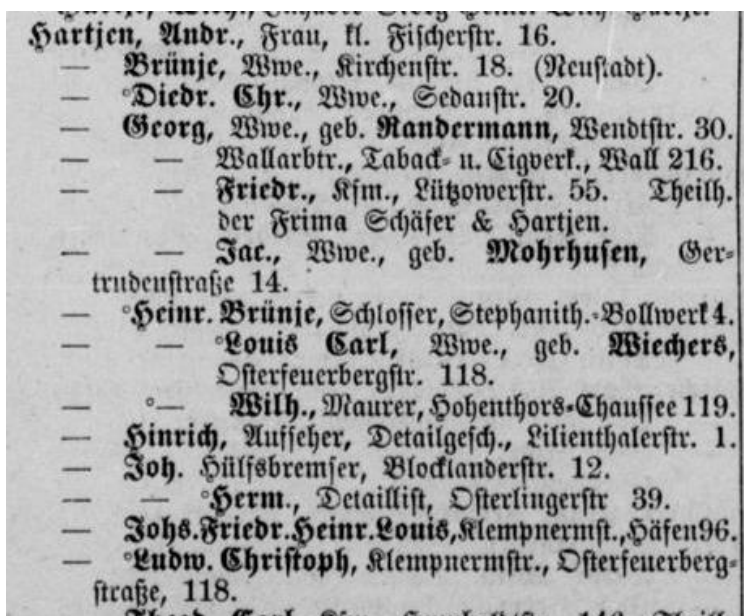 Hartjen, Andr., Frau, kl. Fischerstr. 16.
— Brünje, Wwe., Kirchenstr. 18. (Neustadt).
— °Diedr. Chr., Wwe., Sedanstr. 20.
— Georg, Wwe., geb. Randermann, Wendtstr. 30.
— — Wallarbtr., Taback- u. Cigverk., Wall 216.
— — Friedr., Kfm., Lützowerstr. 55. Theilh.
der Frima Schäfer & Hartjen.
— — Jac., Wwe., geb. Mohrhusen, Ger-
trudenstraße 14.
— °Heinr. Brünje, Schlosser, Stephanith.-Bollwerk 4.
— — °Louis Carl, Wwe., geb. Wiechers,
Osterfeuerbergstr. 118.
— °— Wilh., Maurer, Hohenthors-Chaussee 119.
— Hinrich, Aufseher, Detailgesch., Lilienthalerstr. 1.
— Joh. Hülfsbremser, Blocklanderstr. 12.
— — °Herm., Detaillist, Osterlingerstr 39.
— Johs. Friedr. Heinr. Louis, Klempnermst., Häfen 96.
— °Ludw. Christoph, Klempnermstr., Osterfeuerberg-
straße, 118.